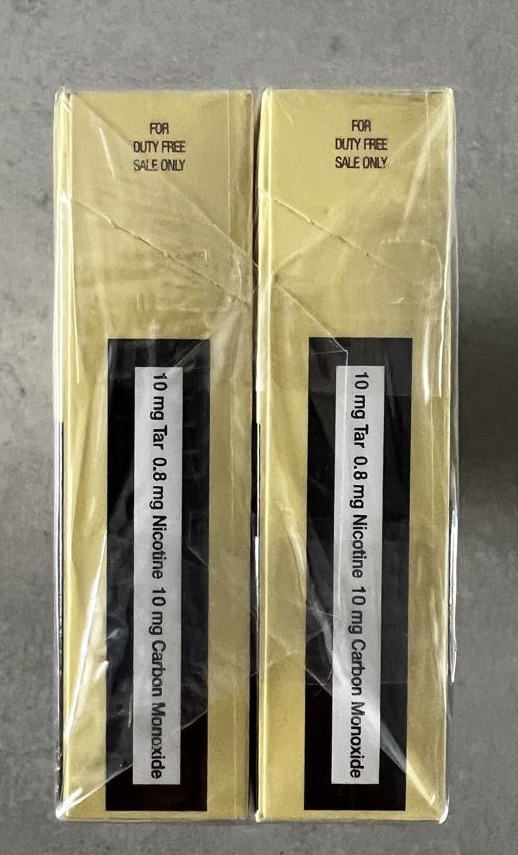 FOR
DUTY FREE
SALE ONLY
10 mg Tar 0.8 mg Nicotine 10 mg Carbon Monoxide
FOR
DUTY FREE
SALE ONLY
10 mg Tar 0.8 mg Nicotine 10 mg Carbon Monoxide